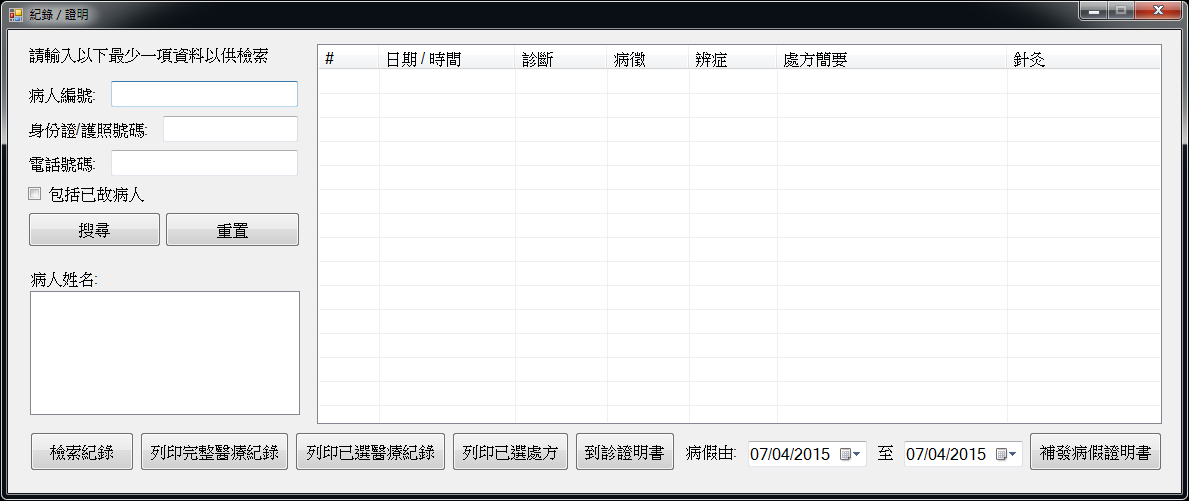 紀錄 / 證明
請輸入以下最少一項資料以供檢索
病人編號:
身份證/護照號碼:
電話號碼:
包括已故病人
搜尋 重置
病人姓名:
# 日期 / 時間 診斷 病徵 辨症 處方簡要 針灸
檢索紀錄 列印完整醫療紀錄 列印已選醫療紀錄 列印已選處方 到診證明書 病假由: 07/04/2015 至 07/04/2015 補發病假證明書